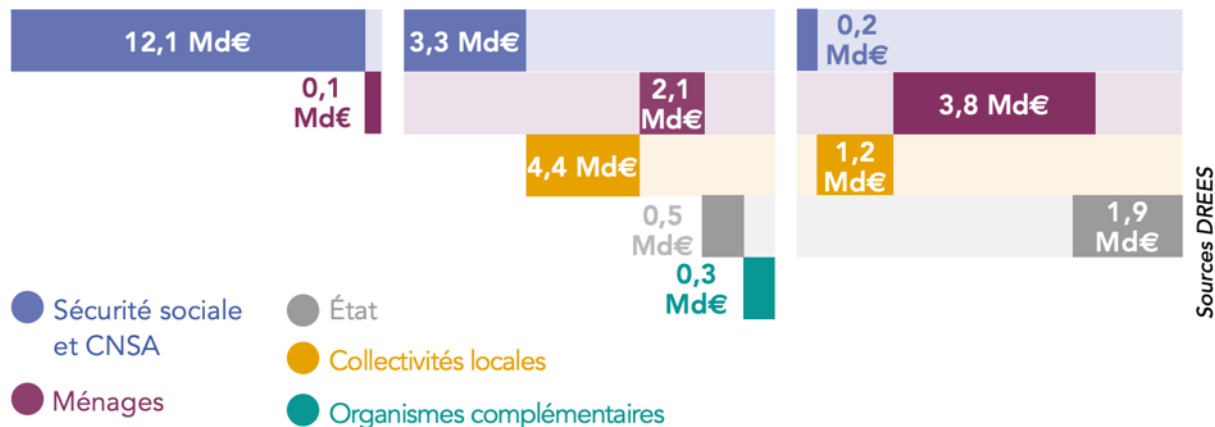 12,1 Md€
3,3 Md€
0,2
Md€
0,1
Md€
2,1
Md€
3,8 Md€
4,4 Md€
1,2
Md€
0,5
Md€
1,9
Md€
0,3
Md€
Sources DREES
Sécurité sociale
et CNSA
Ménages
État
Collectivités locales
Organismes complémentaires